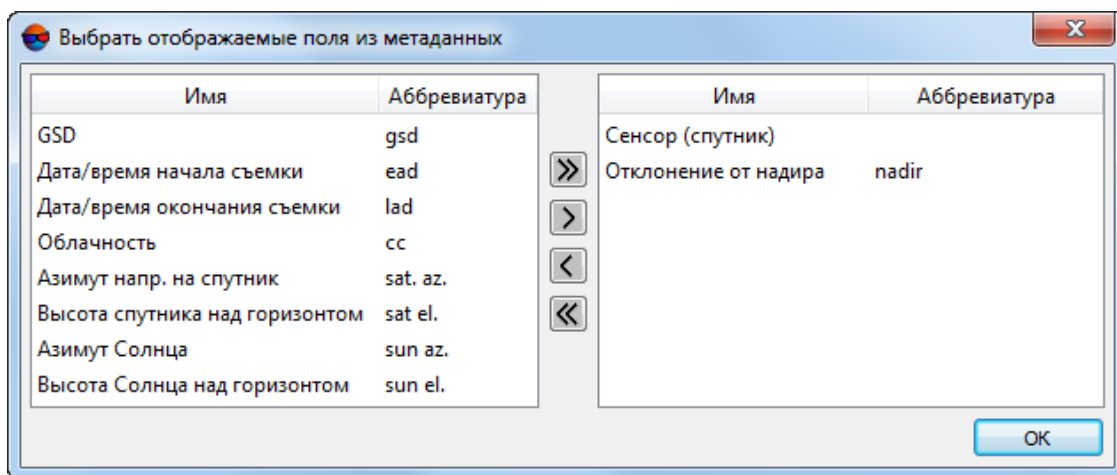 Выбрать отображаемые поля из метаданных
Имя Аббревиатура
GSD gsd
Дата/время начала съемки ead
Дата/время окончания съемки lad
Облачность cc
Азимут напр. на спутник sat. az.
Высота спутника над горизонтом sat el.
Азимут Солнца sun az.
Высота Солнца над горизонтом sun el.
Имя Аббревиатура
Сенсор (спутник)
Отклонение от надира nadir
OK